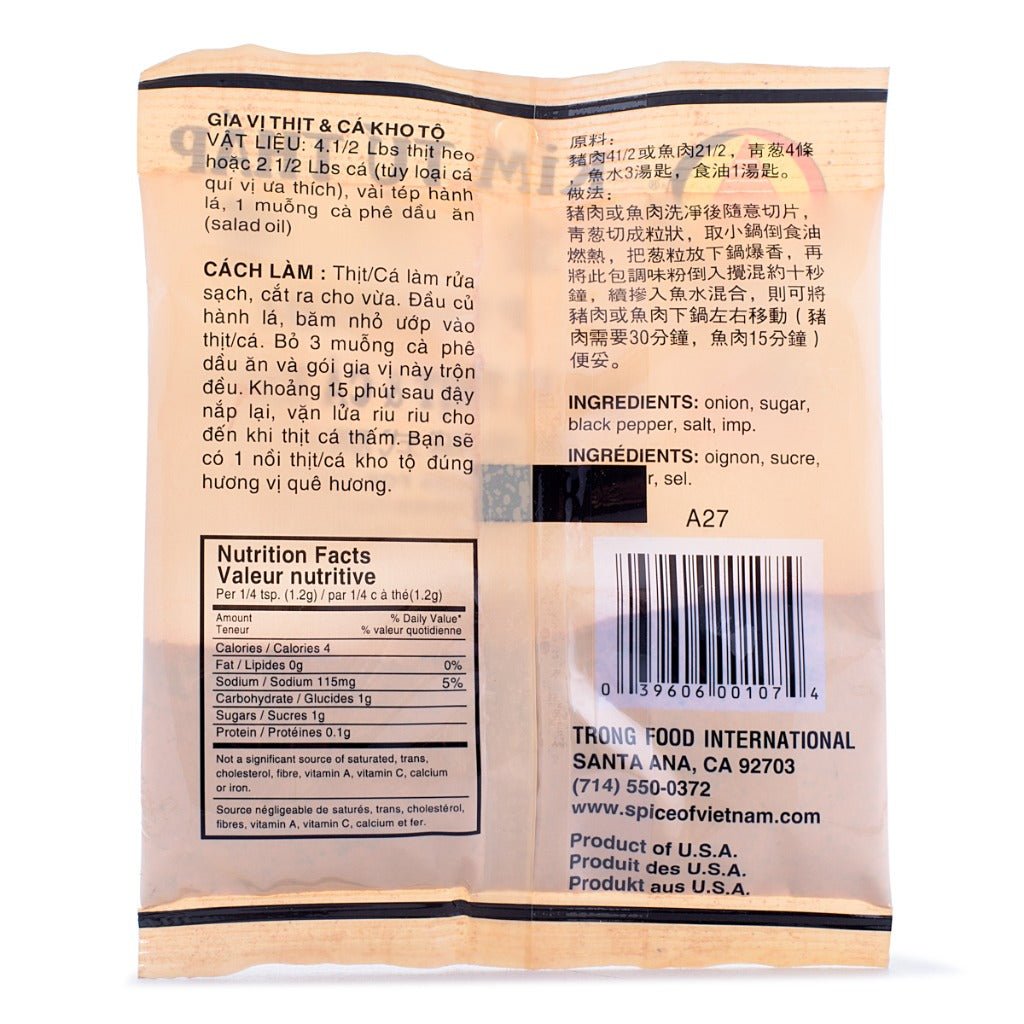 GÍA VỊ THỊT & CÁ KHO TỘ
VẬT LIỆU: 4.1/2 Lbs thịt heo
hoặc 2.1/2 Lbs cá (tùy loại cá
quí vị ưa thích), vài tép hành
lá, 1 muỗng cà phê dầu ăn
(salad oil)
CÁCH LÀM : Thịt/Cá làm rửa
sạch, cắt ra cho vừa. Đầu củ
hành lá, băm nhỏ ướp vào
thịt/cá. Bỏ 3 muỗng cà phê
dầu ăn và gói gia vị này trộn
đều. Khoảng 15 phút sau đậy
nắp lại, vặn lửa riu riu cho
đến khi thịt cá thấm. Bạn sẽ
có 1 nồi thịt/cá kho tộ đúng
hương vị quê hương.
Nutrition Facts
Valeur nutritive
Per 1/4 tsp. (1.2g) / par 1/4 c à thé(1.2g)
Amount % Daily Value*
Teneur % valeur quotidienne
Calories / Calories 4
Fat / Lipides 0g 0%
Sodium / Sodium 115mg 5%
Carbohydrate / Glucides 1g
Sugars / Sucres 1g
Protein / Protéines 0.1g
Not a significant source of saturated, trans,
cholesterol, fibre, vitamin A, vitamin C, calcium
or iron.
Source négligeable de saturés, trans, cholestérol,
fibres, vitamin A, vitamin C, calcium et fer.
原料:
豬肉41/2或魚肉21/2，靑葱4條
，魚水3湯匙，食油1湯匙。
做法：
豬肉或魚肉洗淨後隨意切片，
靑葱切成粒狀，取小鍋倒食油
燃熱，把葱粒放下鍋爆香，再
將此包調味粉倒入攪混約十秒
鐘，續摻入魚水混合，則可將
豬肉或魚肉下鍋左右移動（豬
肉需要30分鐘，魚肉15分鐘）
便妥。
INGREDIENTS: onion, sugar,
black pepper, salt, imp.
INGRÉDIENTS: oignon, sucre,
r, sel.
A27
0 39606 00107 4
TRONG FOOD INTERNATIONAL
SANTA ANA, CA 92703
(714) 550-0372
www.spiceofvietnam.com
Product of U.S.A.
Produit des U.S.A.
Produkt aus U.S.A.